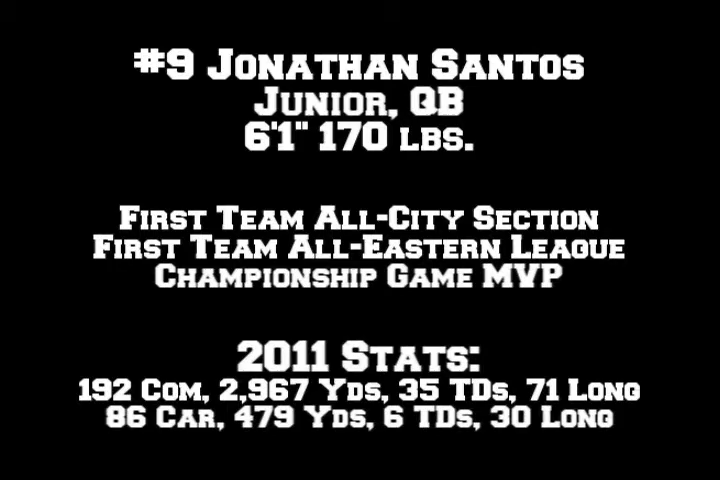 #9 Jonathan Santos
Junior, QB
6'1" 170 lbs.
First Team All-City Section
First Team All-Eastern League
Championship Game MVP
2011 Stats:
192 Com, 2,967 Yds, 35 TDs, 71 Long
86 Car, 479 Yds, 6 TDs, 30 Long